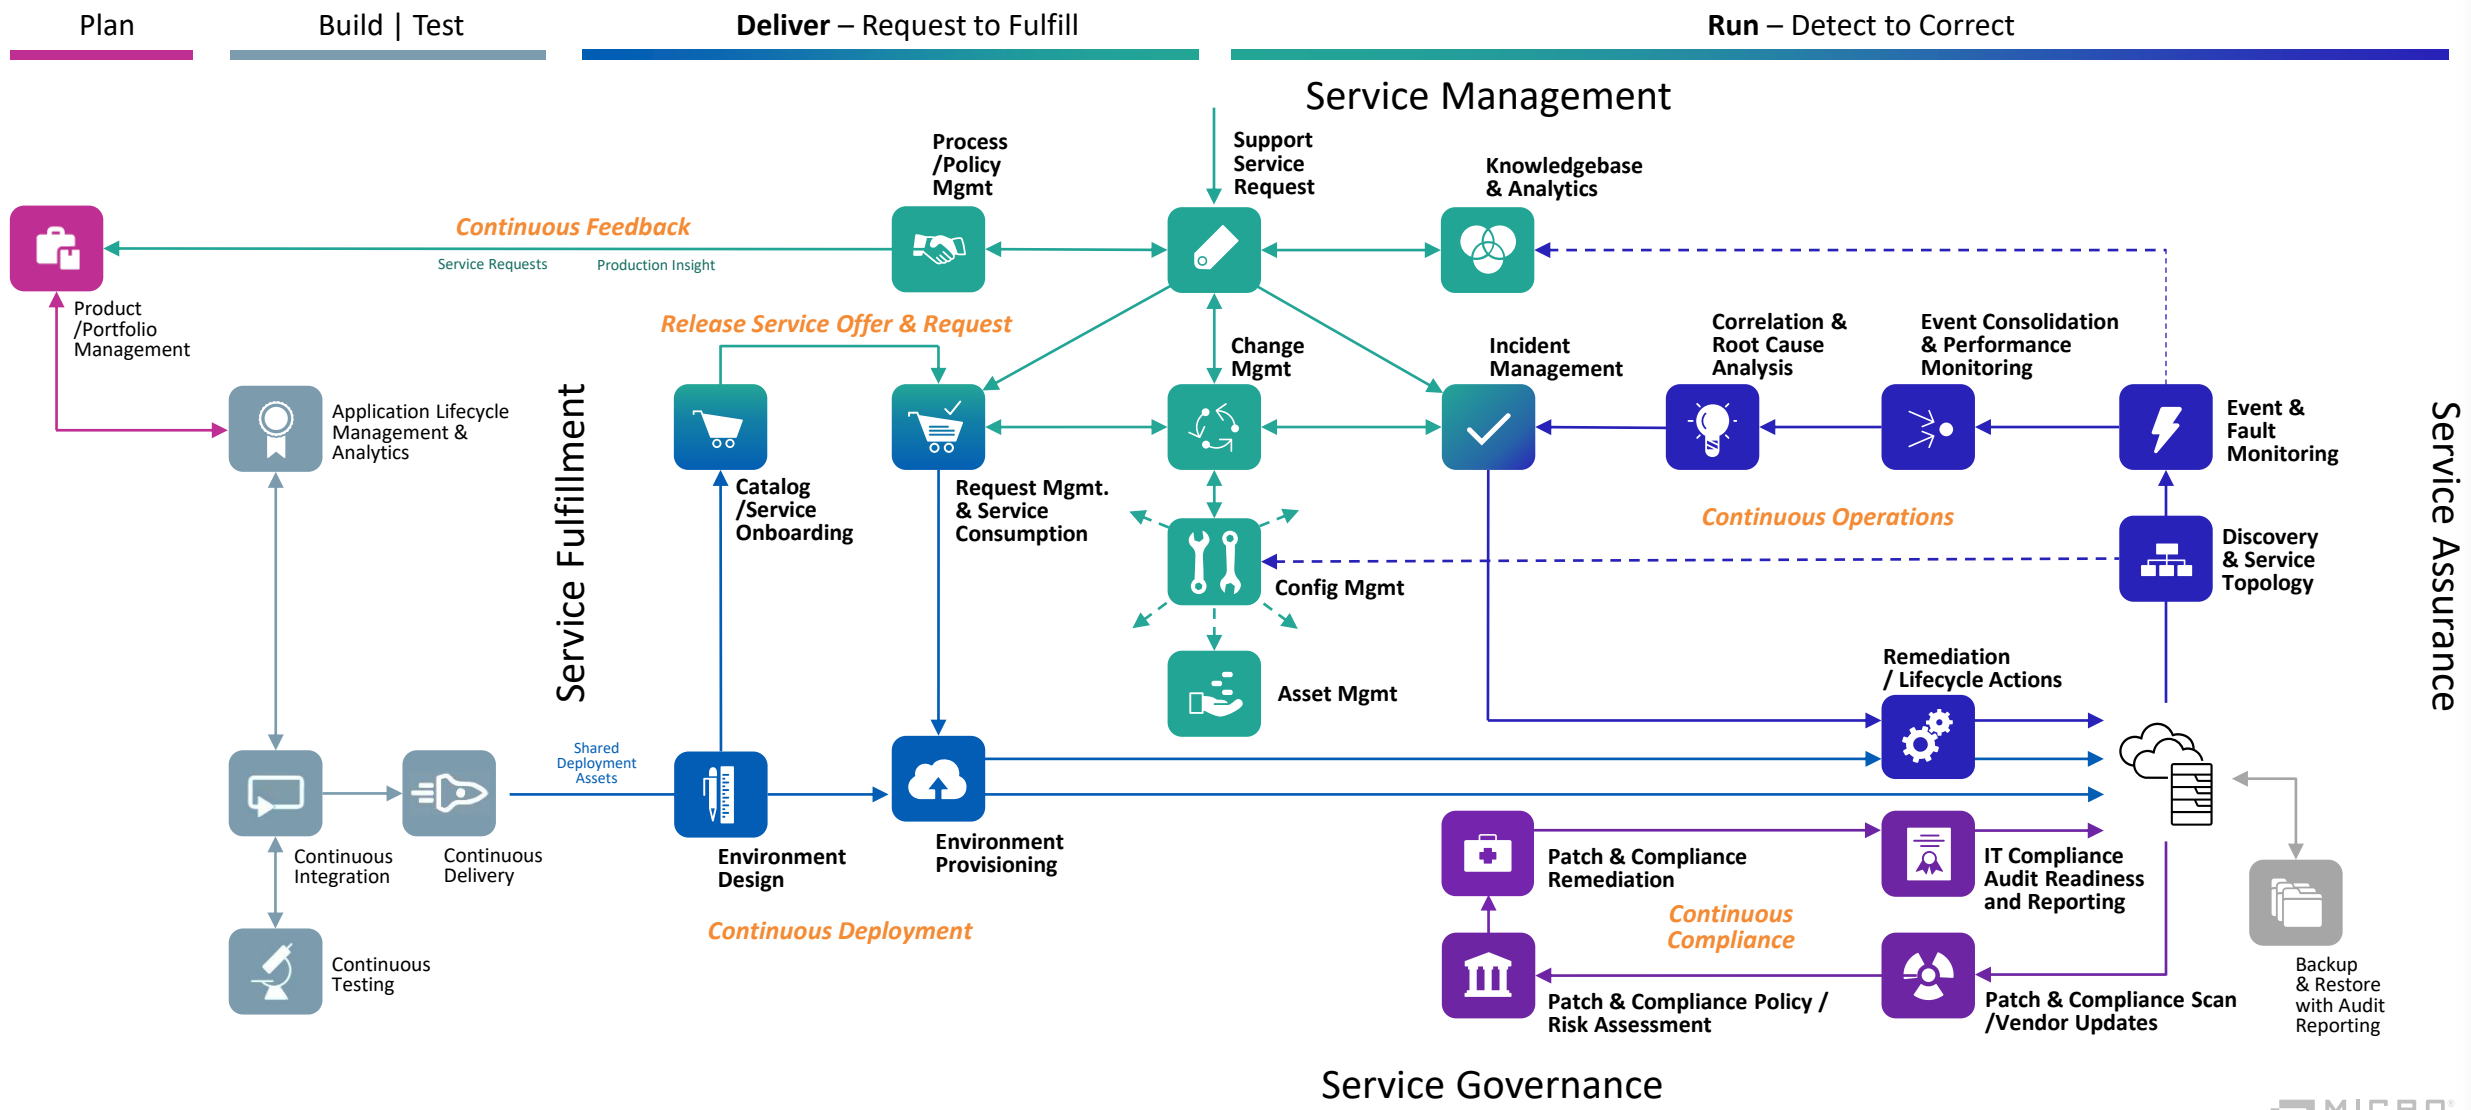 Plan
Build | Test
Deliver – Request to Fulfill
Run – Detect to Correct
Service Management
Process
/Policy
Mgmt
Support
Service
Request
Knowledgebase
& Analytics
Continuous Feedback
Service Requests
Production Insight
Product
/Portfolio
Management
Release Service Offer & Request
Change
Mgmt
Incident
Management
Correlation &
Root Cause
Analysis
Event Consolidation
& Performance
Monitoring
Application Lifecycle
Management &
Analytics
Service Fulfillment
Event &
Fault
Monitoring
Service Assurance
Catalog
/Service
Onboarding
Request Mgmt.
& Service
Consumption
Continuous Operations
Discovery
& Service
Topology
Config Mgmt
Asset Mgmt
Remediation
/ Lifecycle Actions
Shared
Deployment
Assets
Continuous
Integration
Continuous
Delivery
Environment
Design
Environment
Provisioning
Patch & Compliance
Remediation
IT Compliance
Audit Readiness
and Reporting
Continuous Deployment
Continuous
Compliance
Continuous
Testing
Patch & Compliance Policy /
Risk Assessment
Patch & Compliance Scan
/Vendor Updates
Backup
& Restore
with Audit
Reporting
Service Governance